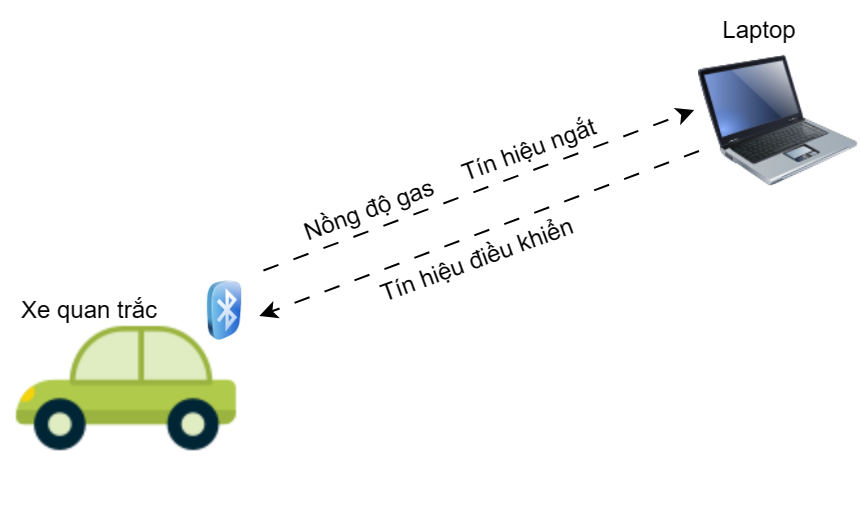 Laptop
Nồng độ gas Tín hiệu ngắt
Tín hiệu điều khiển
Xe quan trắc